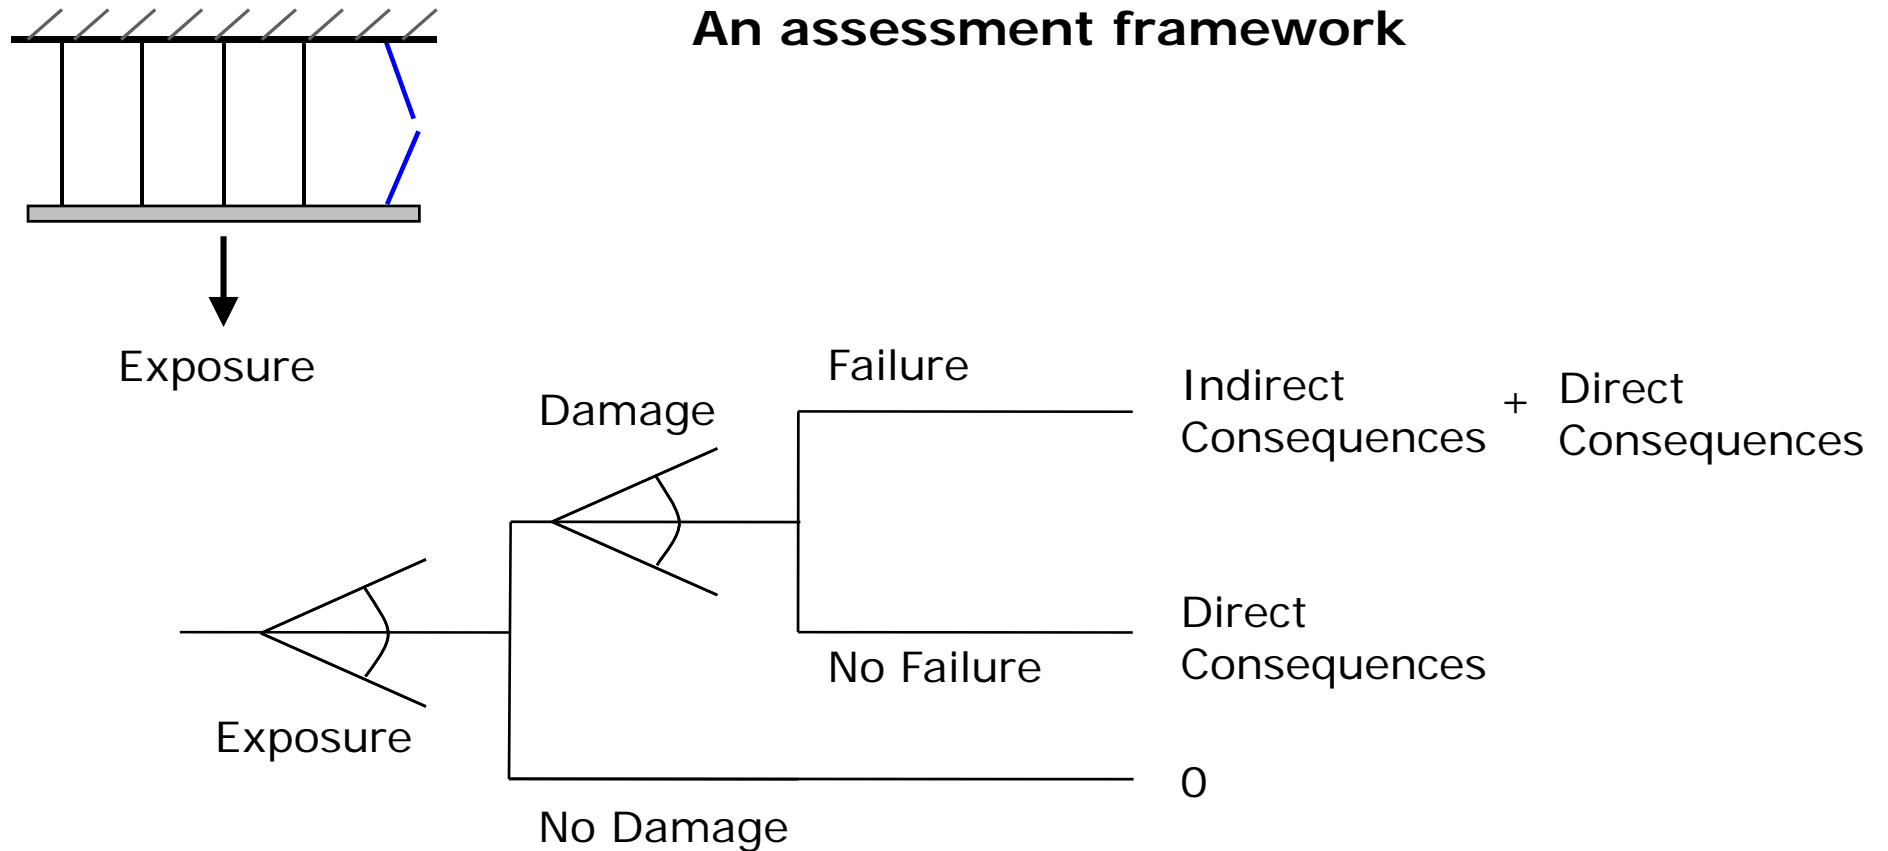 An assessment framework
Exposure
Damage
Failure
Indirect
Consequences
+
Direct
Consequences
Exposure
No Failure
Direct
Consequences
No Damage
0